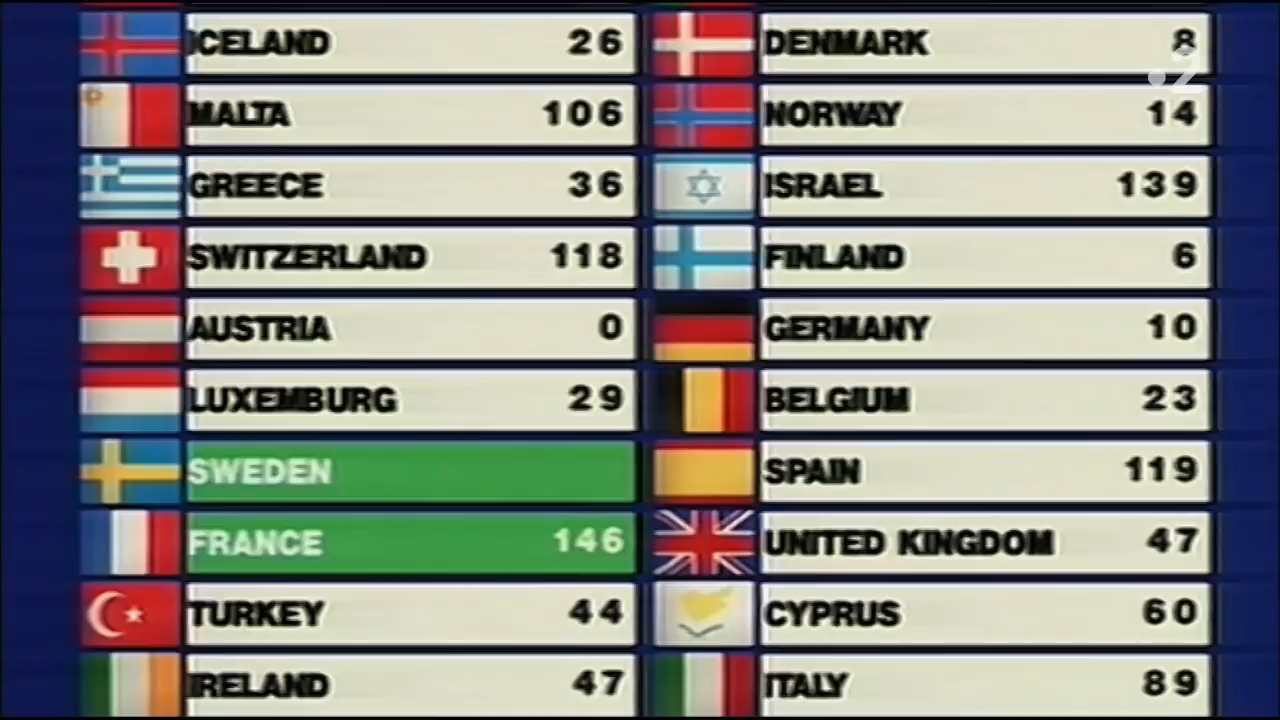 ICELAND 26 DENMARK 8
2
MALTA 106 NORWAY 14
GREECE 36 ISRAEL 139
SWITZERLAND 118 FINLAND 6
AUSTRIA 0 GERMANY 10
LUXEMBURG 29 BELGIUM 23
SWEDEN SPAIN 119
FRANCE 146 UNITED KINGDOM 47
TURKEY 44 CYPRUS 60
IRELAND 47 ITALY 89